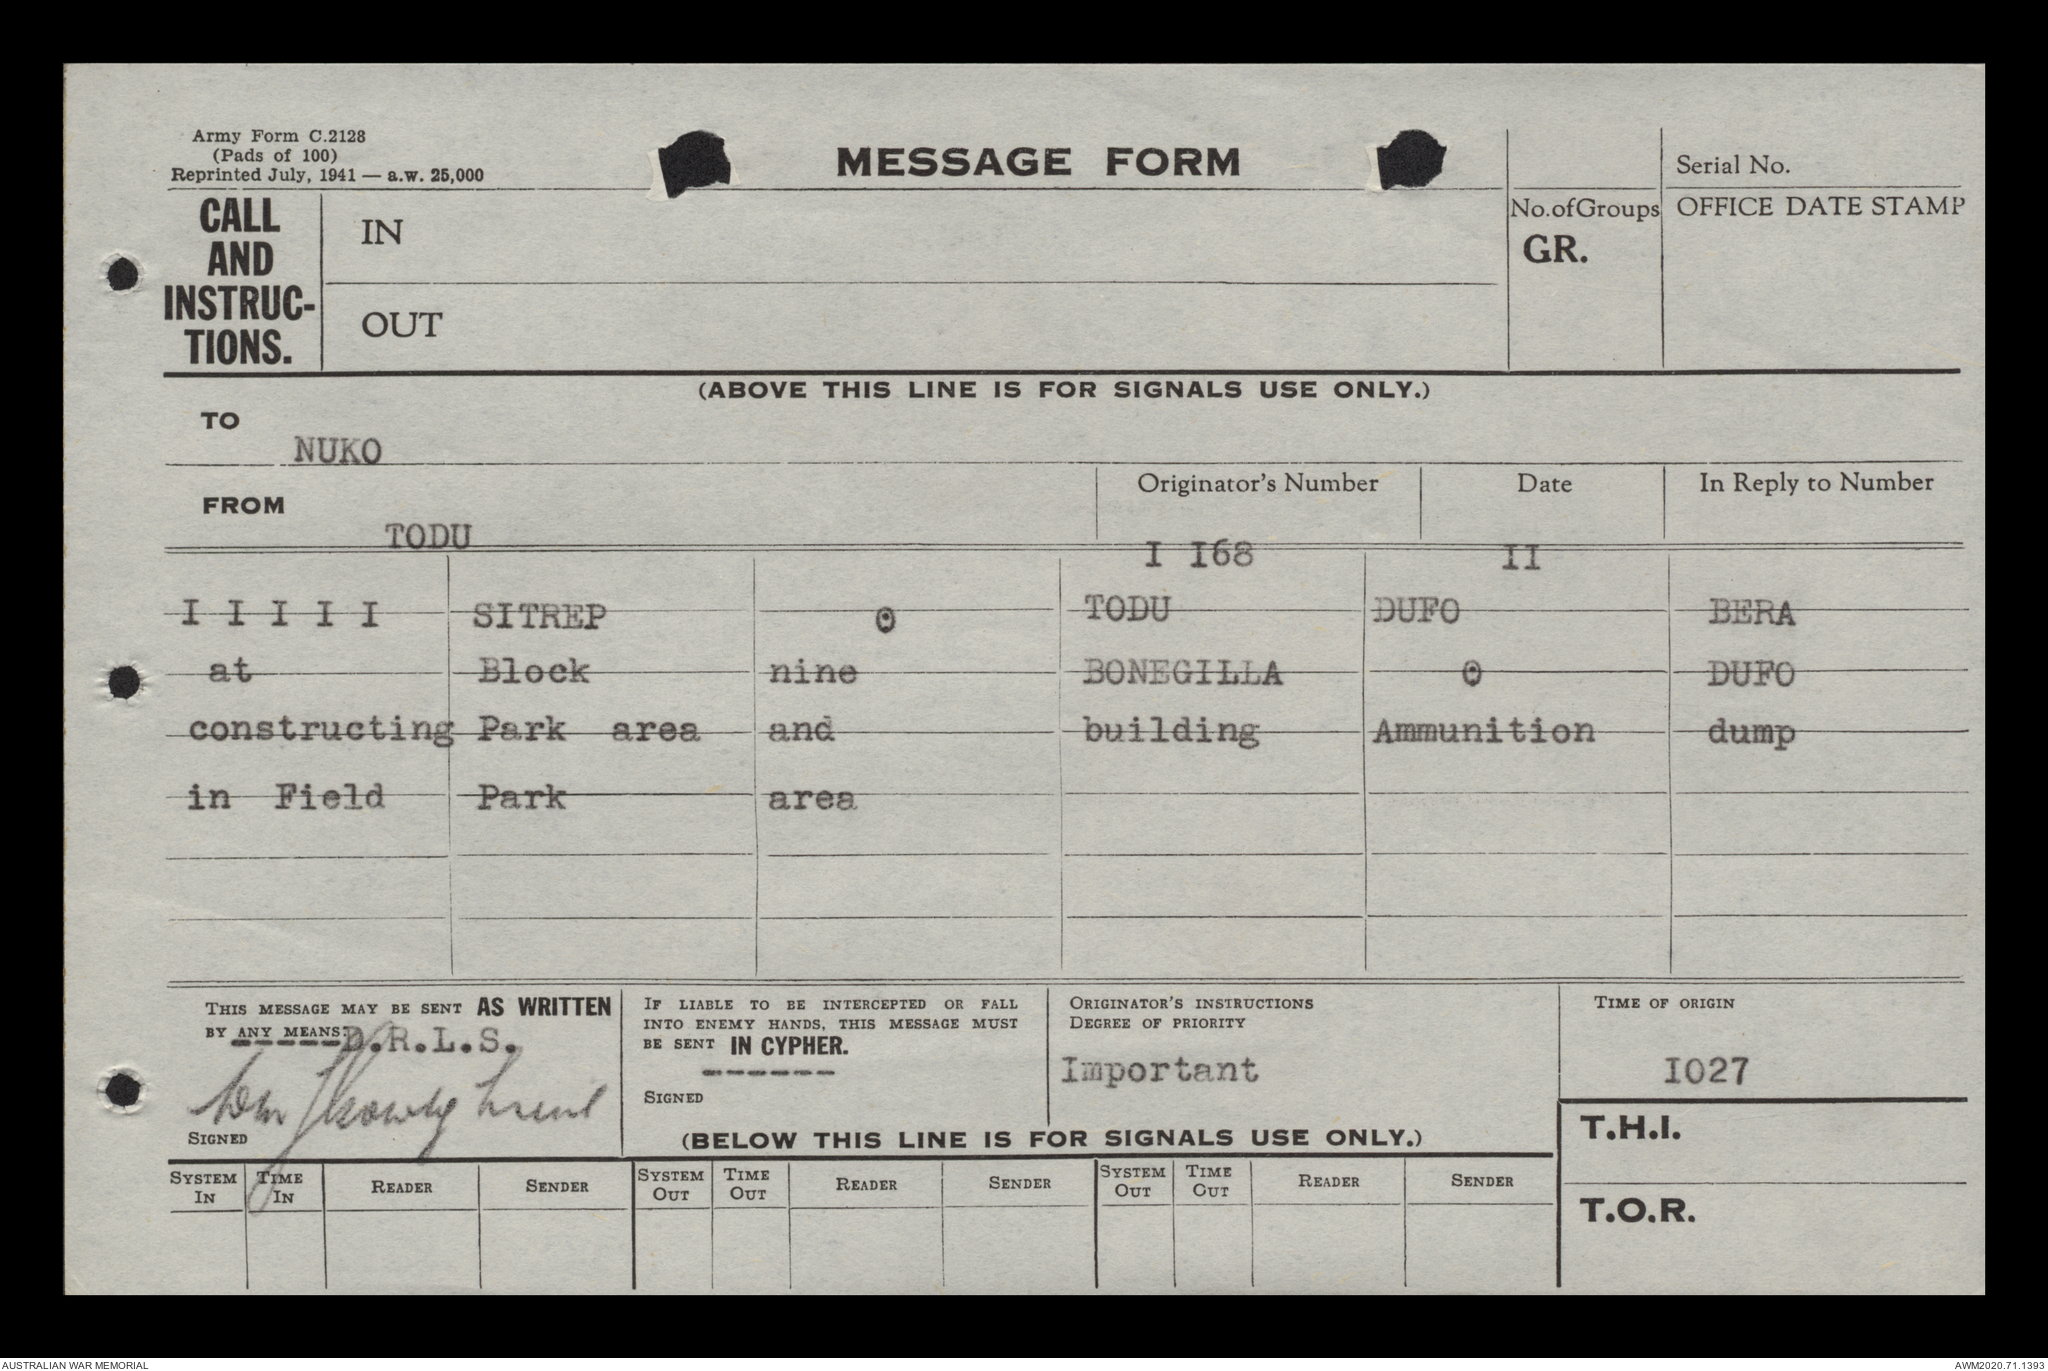 Army Form C.2128
(Pads of 100)
Reprinted July, 1941 — a.w. 25,000
MESSAGE FORM
Serial No.
CALL
AND
INSTRUC-
TIONS.
IN
OUT
No. of Groups
GR.
OFFICE DATE STAMP
(ABOVE THIS LINE IS FOR SIGNALS USE ONLY.)
TO
NUKO
FROM
TODU
Originator's Number
I I68
Date
II
In Reply to Number
I I I I I SITREP O TODU DUFO BERA
at Block nine BONEGILLA O DUFO
constructing Park area and building Ammunition dump
in Field Park area
THIS MESSAGE MAY BE SENT AS WRITTEN
BY ANY MEANS: D.R.L.S.
SIGNED
IF LIABLE TO BE INTERCEPTED OR FALL
INTO ENEMY HANDS, THIS MESSAGE MUST
BE SENT IN CYPHER.
SIGNED
ORIGINATOR'S INSTRUCTIONS
DEGREE OF PRIORITY
Important
TIME OF ORIGIN
I027
(BELOW THIS LINE IS FOR SIGNALS USE ONLY.)
T.H.I.
T.O.R.
SYSTEM IN TIME IN READER SENDER SYSTEM OUT TIME OUT READER SENDER SYSTEM OUT TIME OUT READER SENDER
AUSTRALIAN WAR MEMORIAL
AWM2020.71.1393